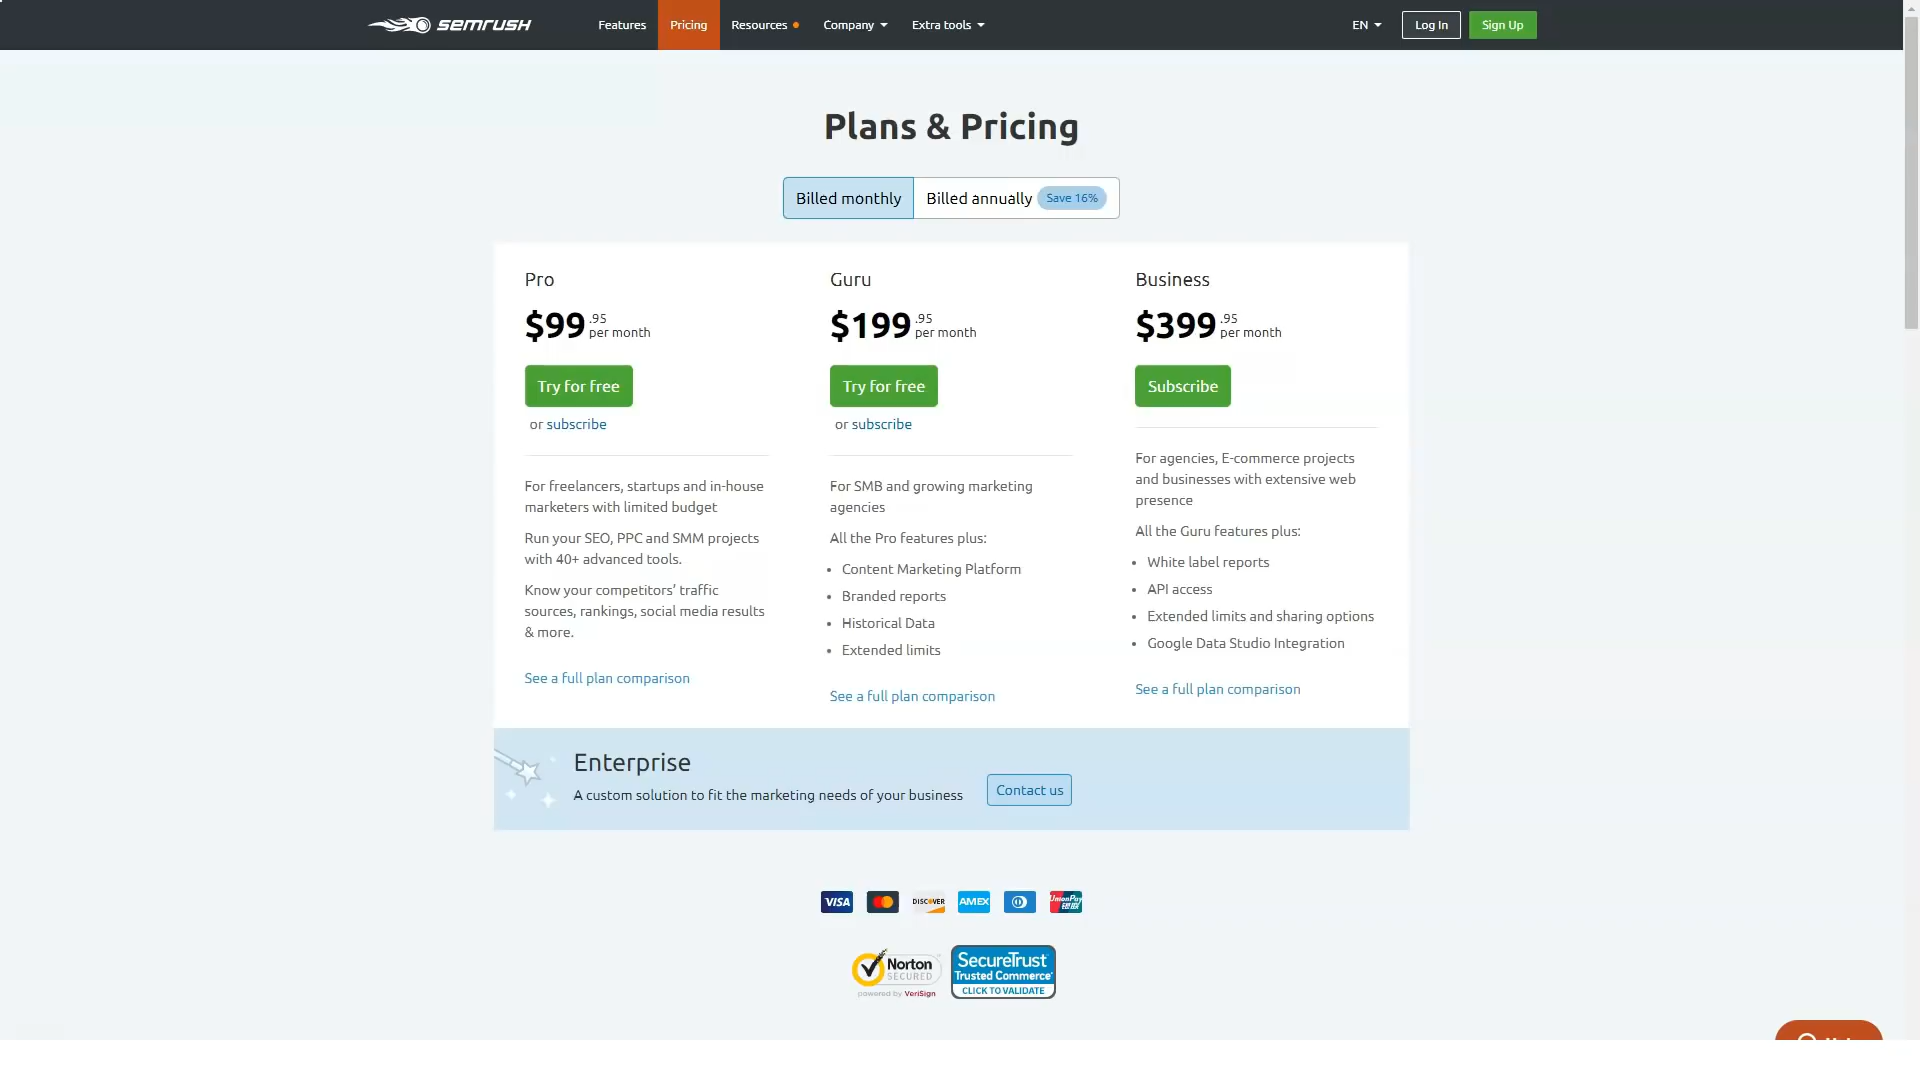 semrush
Features
Pricing
Resources
Company
Extra tools
EN
Log In
Sign Up
Plans & Pricing
Billed monthly
Billed annually
Save 16%
Pro
$99 .95
per month
Try for free
or subscribe
For freelancers, startups and in-house
marketers with limited budget
Run your SEO, PPC and SMM projects
with 40+ advanced tools.
Know your competitors' traffic
sources, rankings, social media results
& more.
See a full plan comparison
Guru
$199 .95
per month
Try for free
or subscribe
For SMB and growing marketing
agencies
All the Pro features plus:
• Content Marketing Platform
• Branded reports
• Historical Data
• Extended limits
See a full plan comparison
Business
$399 .95
per month
Subscribe
For agencies, E-commerce projects
and businesses with extensive web
presence
All the Guru features plus:
• White label reports
• API access
• Extended limits and sharing options
• Google Data Studio Integration
See a full plan comparison
Enterprise
A custom solution to fit the marketing needs of your business
Contact us
VISA
DISCOVER
AMEX
UnionPay
Norton
SECURED
powered by VeriSign
SecureTrust
Trusted Commerce
CLICK TO VALIDATE